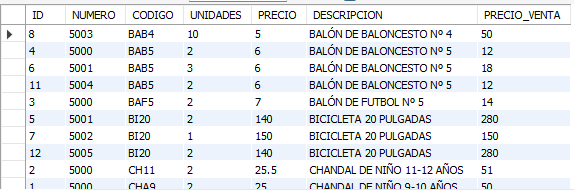 ID NUMERO CODIGO UNIDADES PRECIO DESCRIPCION PRECIO_VENTA
8 5003 BAB4 10 5 BALÓN DE BALONCESTO Nº 4 50
4 5000 BAB5 2 6 BALÓN DE BALONCESTO Nº 5 12
6 5001 BAB5 3 6 BALÓN DE BALONCESTO Nº 5 18
11 5004 BAB5 2 6 BALÓN DE BALONCESTO Nº 5 12
3 5000 BAF5 2 7 BALÓN DE FUTBOL Nº 5 14
5 5001 BI20 2 140 BICICLETA 20 PULGADAS 280
7 5002 BI20 1 150 BICICLETA 20 PULGADAS 150
12 5005 BI20 2 140 BICICLETA 20 PULGADAS 280
2 5000 CH11 2 25.5 CHANDAL DE NIÑO 11-12 AÑOS 51
1 5000 CHA9 2 25 CHANDAL DE NIÑO 9-10 AÑOS 50